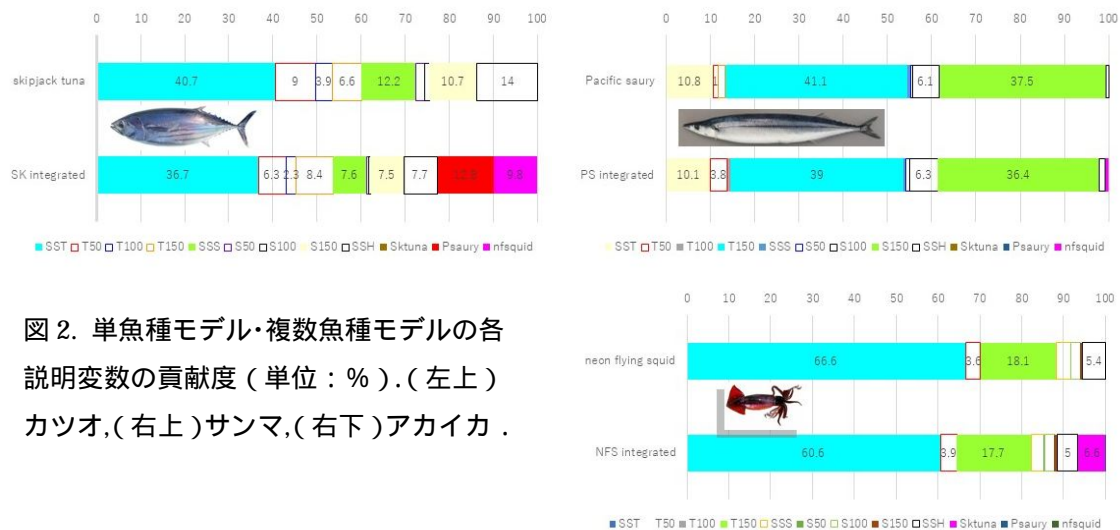 0 10 20 30 40 50 60 70 80 90 100
skipjack tuna
40.7 9 3.9 6.6 12.2 10.7 14
SK integrated
36.7 6.3 2.3 8.4 7.6 7.5 7.7 9.8
SST T50 T100 T150 SSS S50 S100 S150 SSH Sktuna Psaury nfsquid
0 10 20 30 40 50 60 70 80 90 100
Pacific saury
10.8 1 41.1 6.1 37.5
PS integrated
10.1 3.8 39 6.3 36.4
SST T50 T100 T150 SSS S50 S100 S150 SSH Sktuna Psaury nfsquid
図 2. 単魚種モデル・複数魚種モデルの各
説明変数の貢献度(単位:%).(左上)
カツオ,(右上)サンマ,(右下)アカイカ.
0 10 20 30 40 50 60 70 80 90 100
neon flying squid
66.6 3.6 18.1 5.4
NFS integrated
60.6 3.9 17.7 5 6.6
SST T50 T100 T150 SSS S50 S100 S150 SSH Sktuna Psaury nfsquid